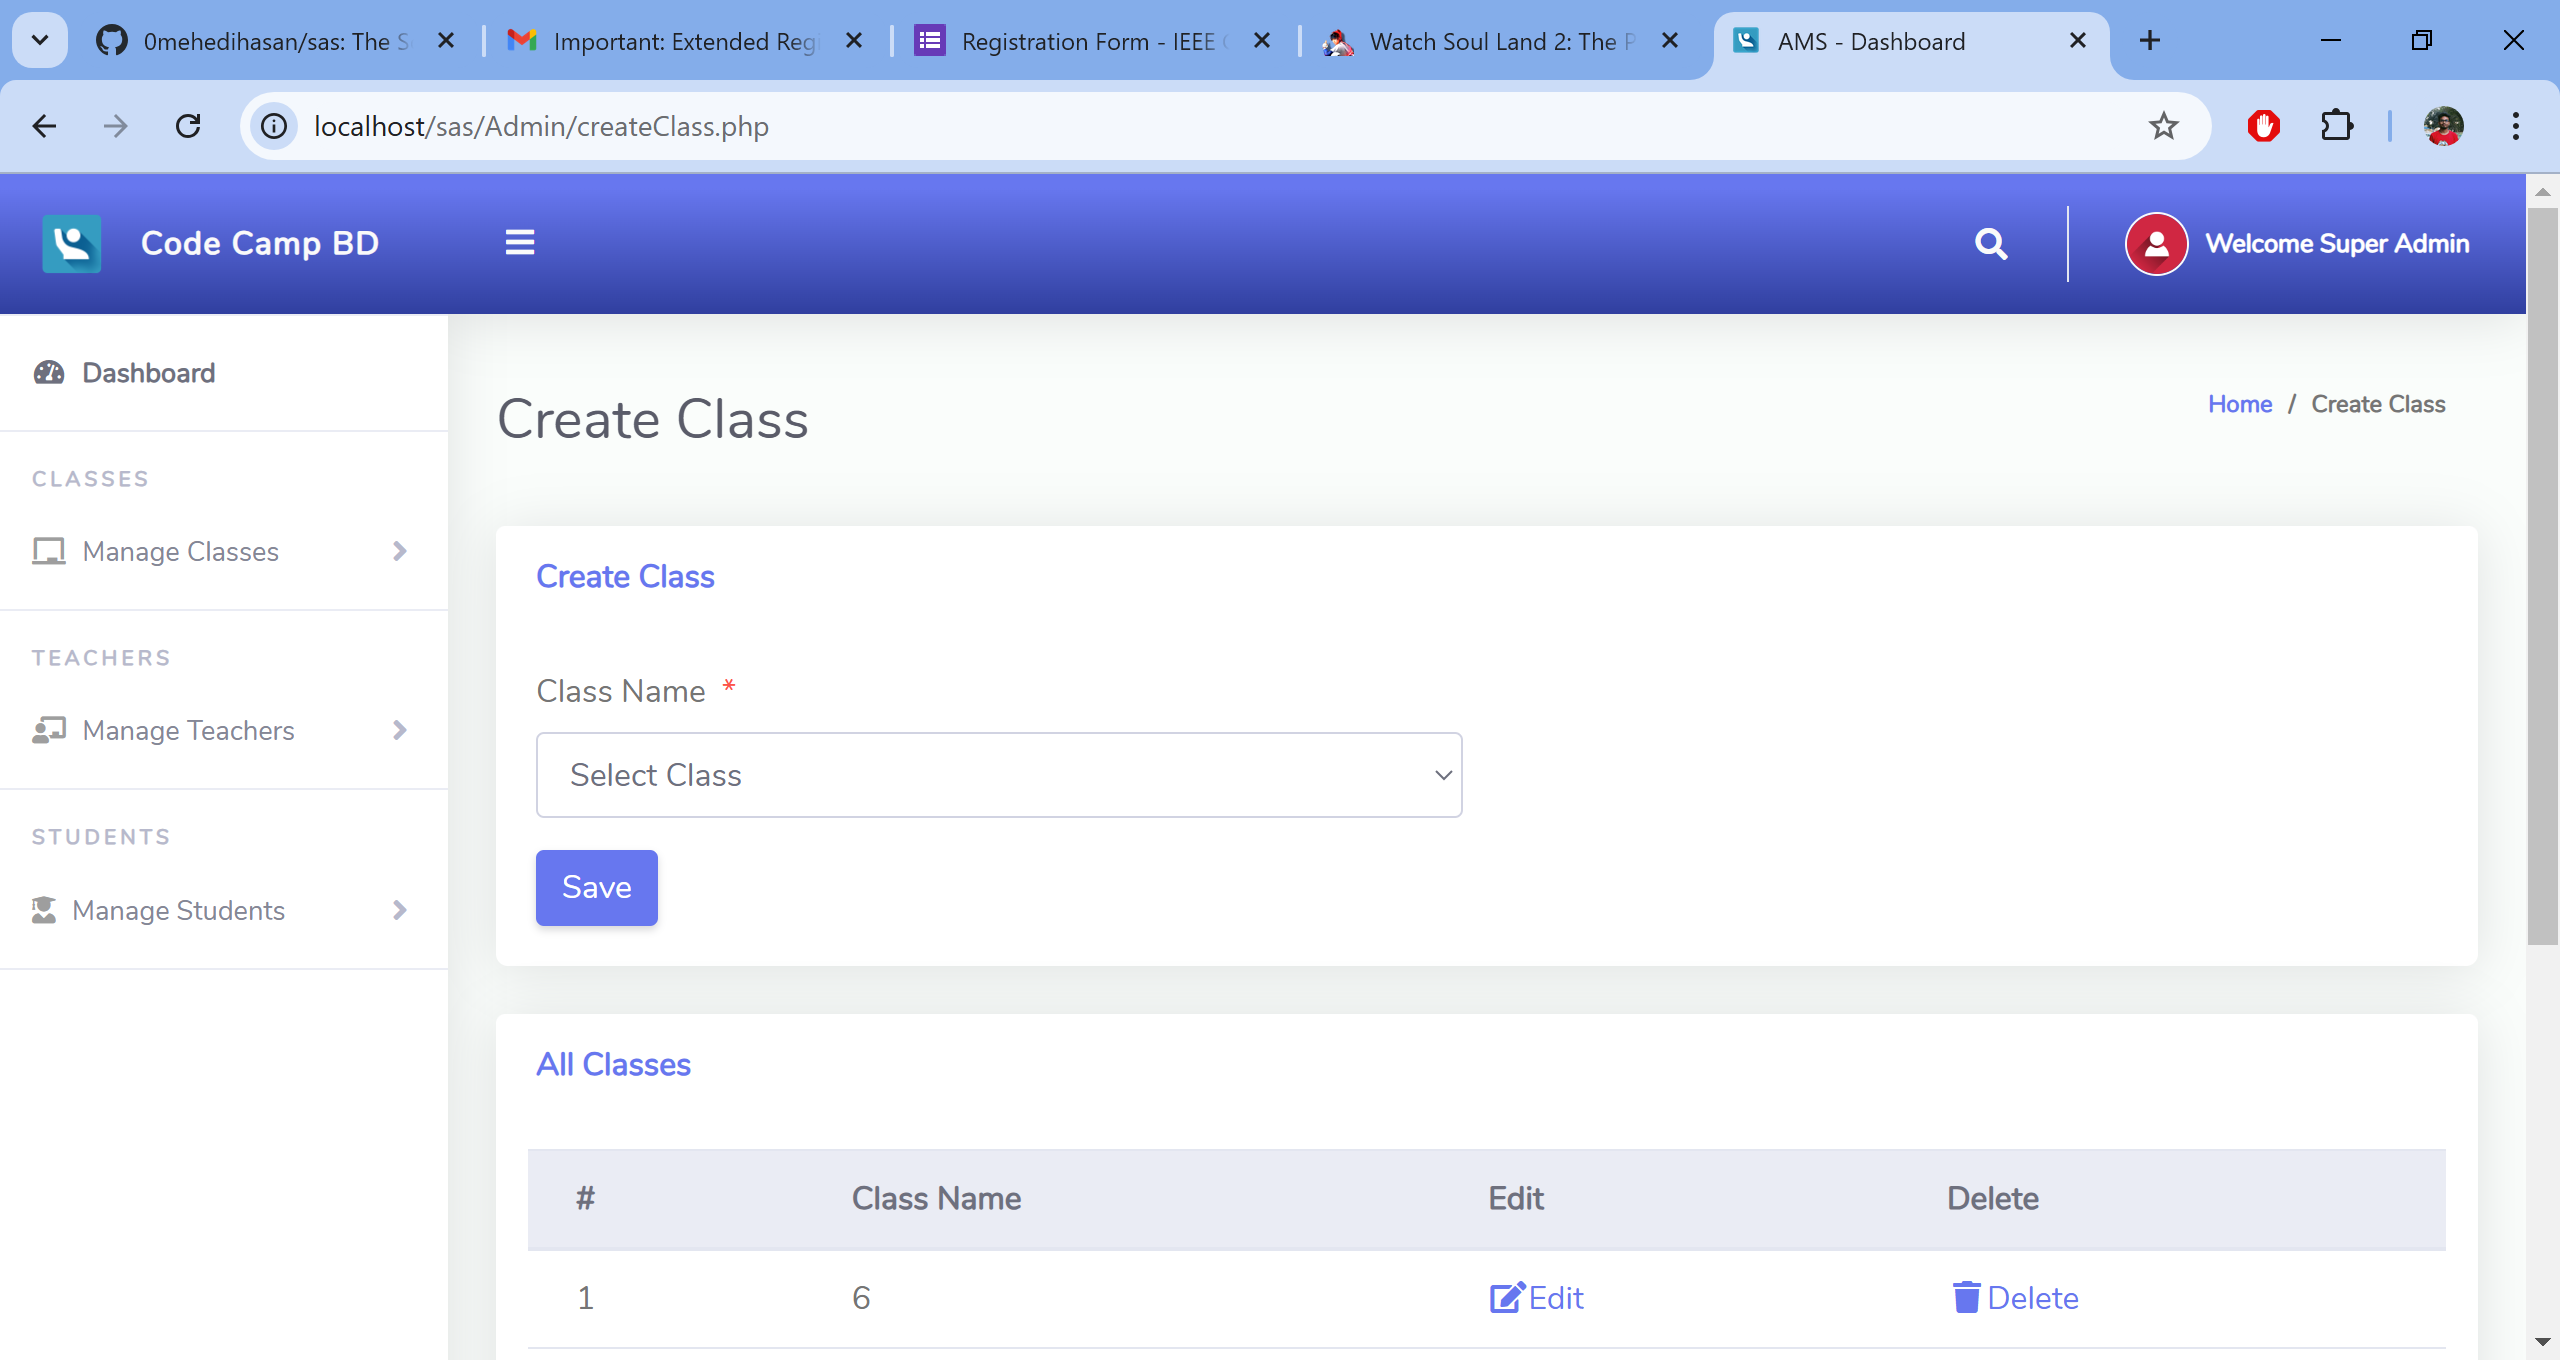 0mehedihasan/sas: The S
Important: Extended Regi
Registration Form - IEEE
Watch Soul Land 2: The P
AMS - Dashboard
localhost/sas/Admin/createClass.php
Code Camp BD
Welcome Super Admin
Dashboard
Create Class
Home / Create Class
CLASSES
Manage Classes
TEACHERS
Manage Teachers
STUDENTS
Manage Students
Create Class
Class Name *
Select Class
Save
All Classes
# Class Name Edit Delete
1 6 Edit Delete